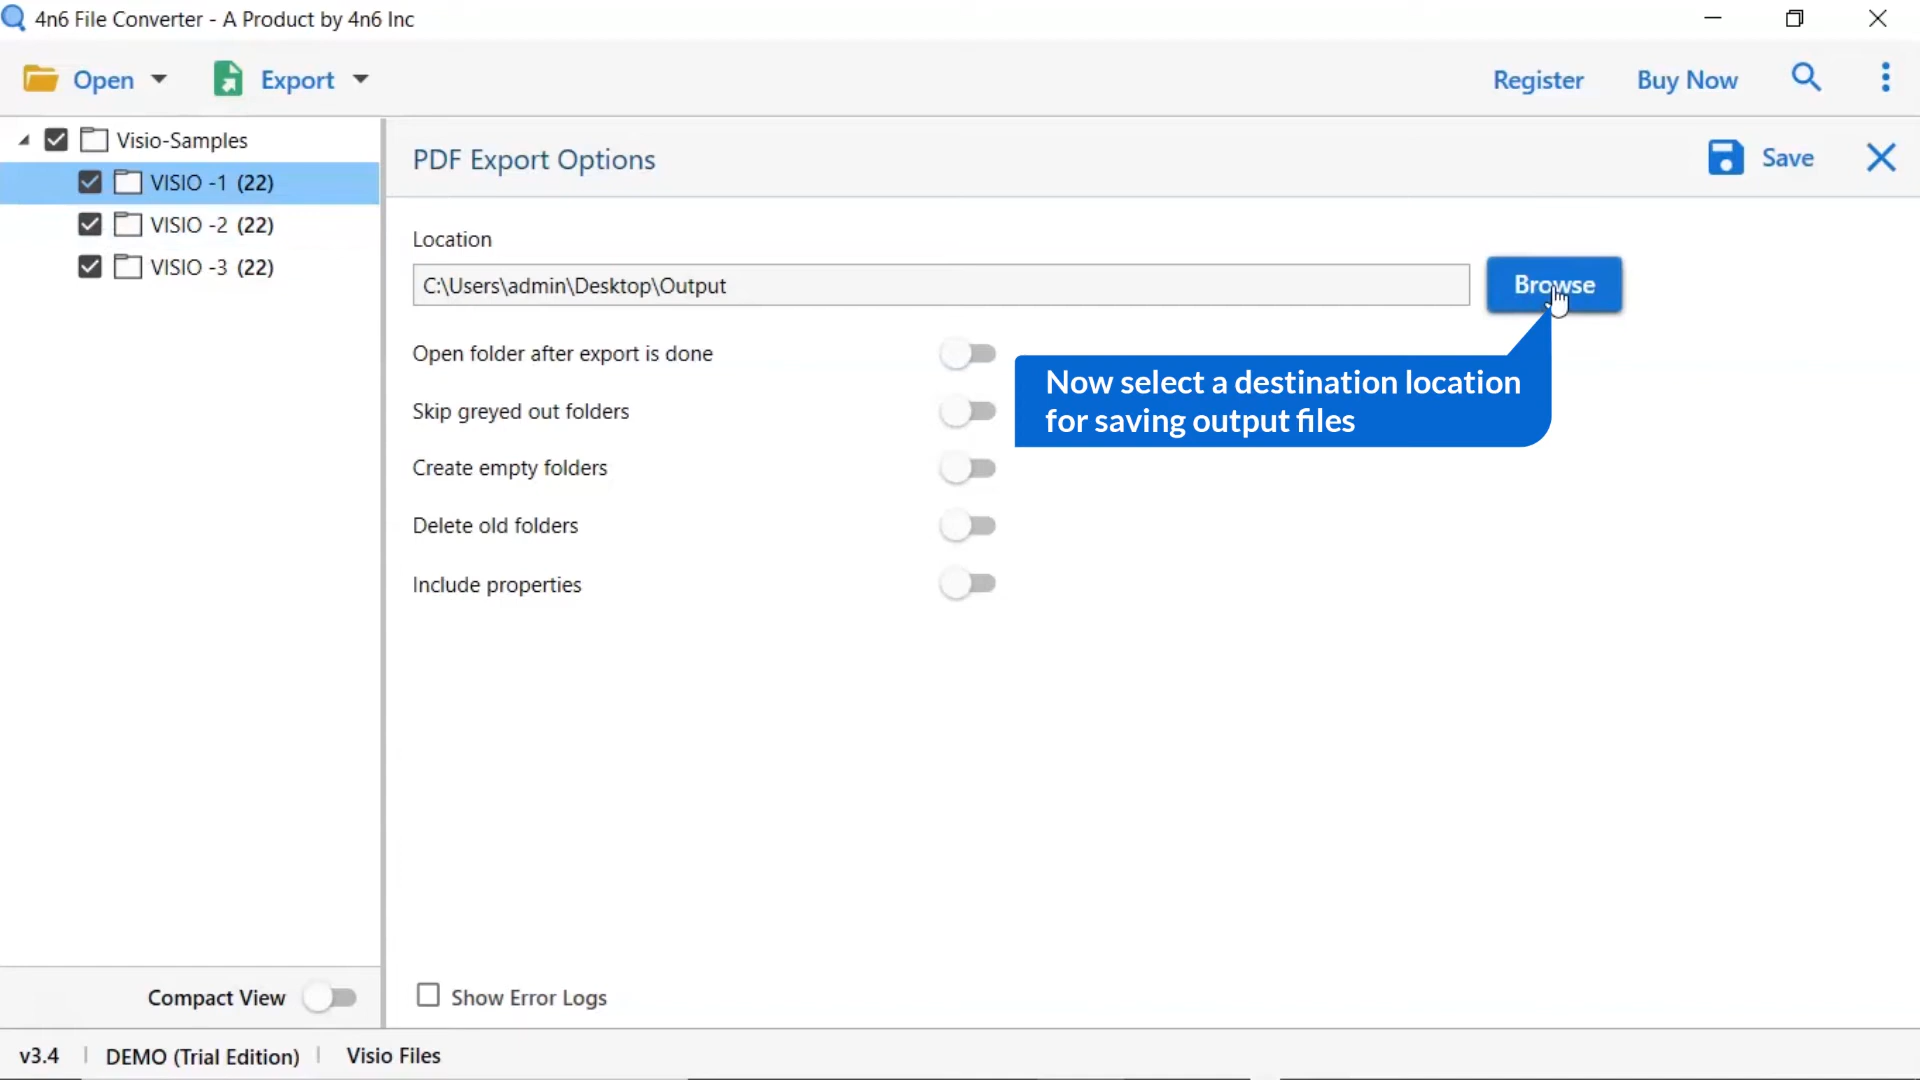 4n6 File Converter - A Product by 4n6 Inc
Open Export Register Buy Now
Visio-Samples
VISIO -1 (22)
VISIO -2 (22)
VISIO -3 (22)
PDF Export Options Save
Location
C:\Users\admin\Desktop\Output Browse
Open folder after export is done
Skip greyed out folders
Create empty folders
Delete old folders
Include properties
Now select a destination location
for saving output files
Compact View
Show Error Logs
v3.4 DEMO (Trial Edition) Visio Files